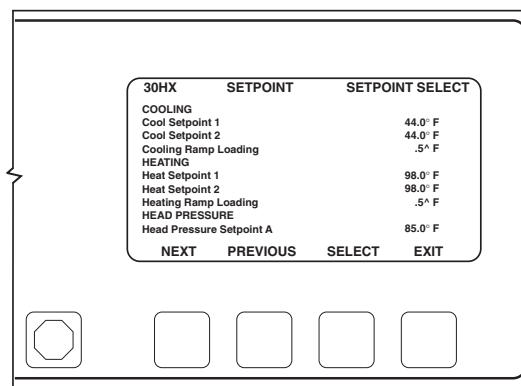 30HX SETPOINT SETPOINT SELECT
COOLING
Cool Setpoint 1 44.0° F
Cool Setpoint 2 44.0° F
Cooling Ramp Loading .5^ F
HEATING
Heat Setpoint 1 98.0° F
Heat Setpoint 2 98.0° F
Heating Ramp Loading .5^ F
HEAD PRESSURE
Head Pressure Setpoint A 85.0° F
NEXT PREVIOUS SELECT EXIT